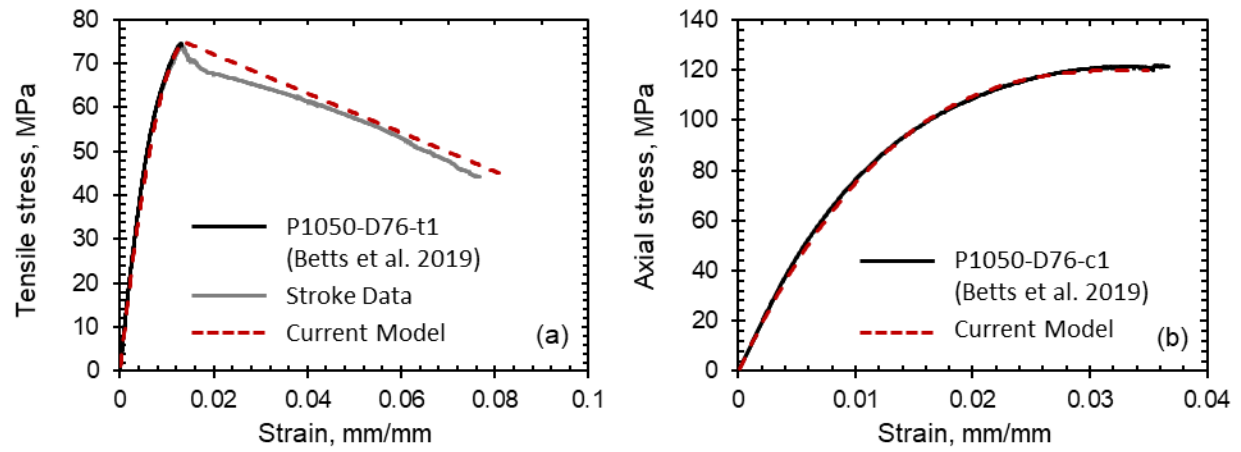 Tensile stress, MPa
80
70
60
50
40
30
20
10
0
P1050-D76-t1
(Betts et al. 2019)
Stroke Data
Current Model
(a)
0 0.02 0.04 0.06 0.08 0.1
Strain, mm/mm
Axial stress, MPa
140
120
100
80
60
40
20
0
P1050-D76-c1
(Betts et al. 2019)
Current Model
(b)
0 0.01 0.02 0.03 0.04
Strain, mm/mm